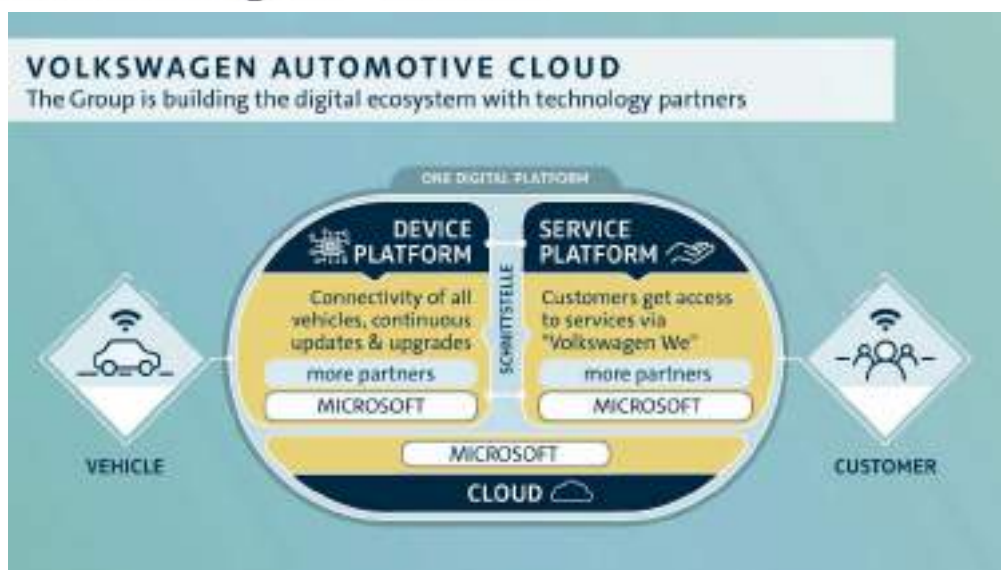 VOLKSWAGEN AUTOMOTIVE CLOUD
The Group is building the digital ecosystem with technology partners
ONE DIGITAL PLATFORM
DEVICE
PLATFORM
Connectivity of all
vehicles, continuous
updates & upgrades
more partners
MICROSOFT
SCHNITTSTELLE
SERVICE
PLATFORM
Customers get access
to services via
"Volkswagen We"
more partners
MICROSOFT
MICROSOFT
CLOUD
VEHICLE
CUSTOMER